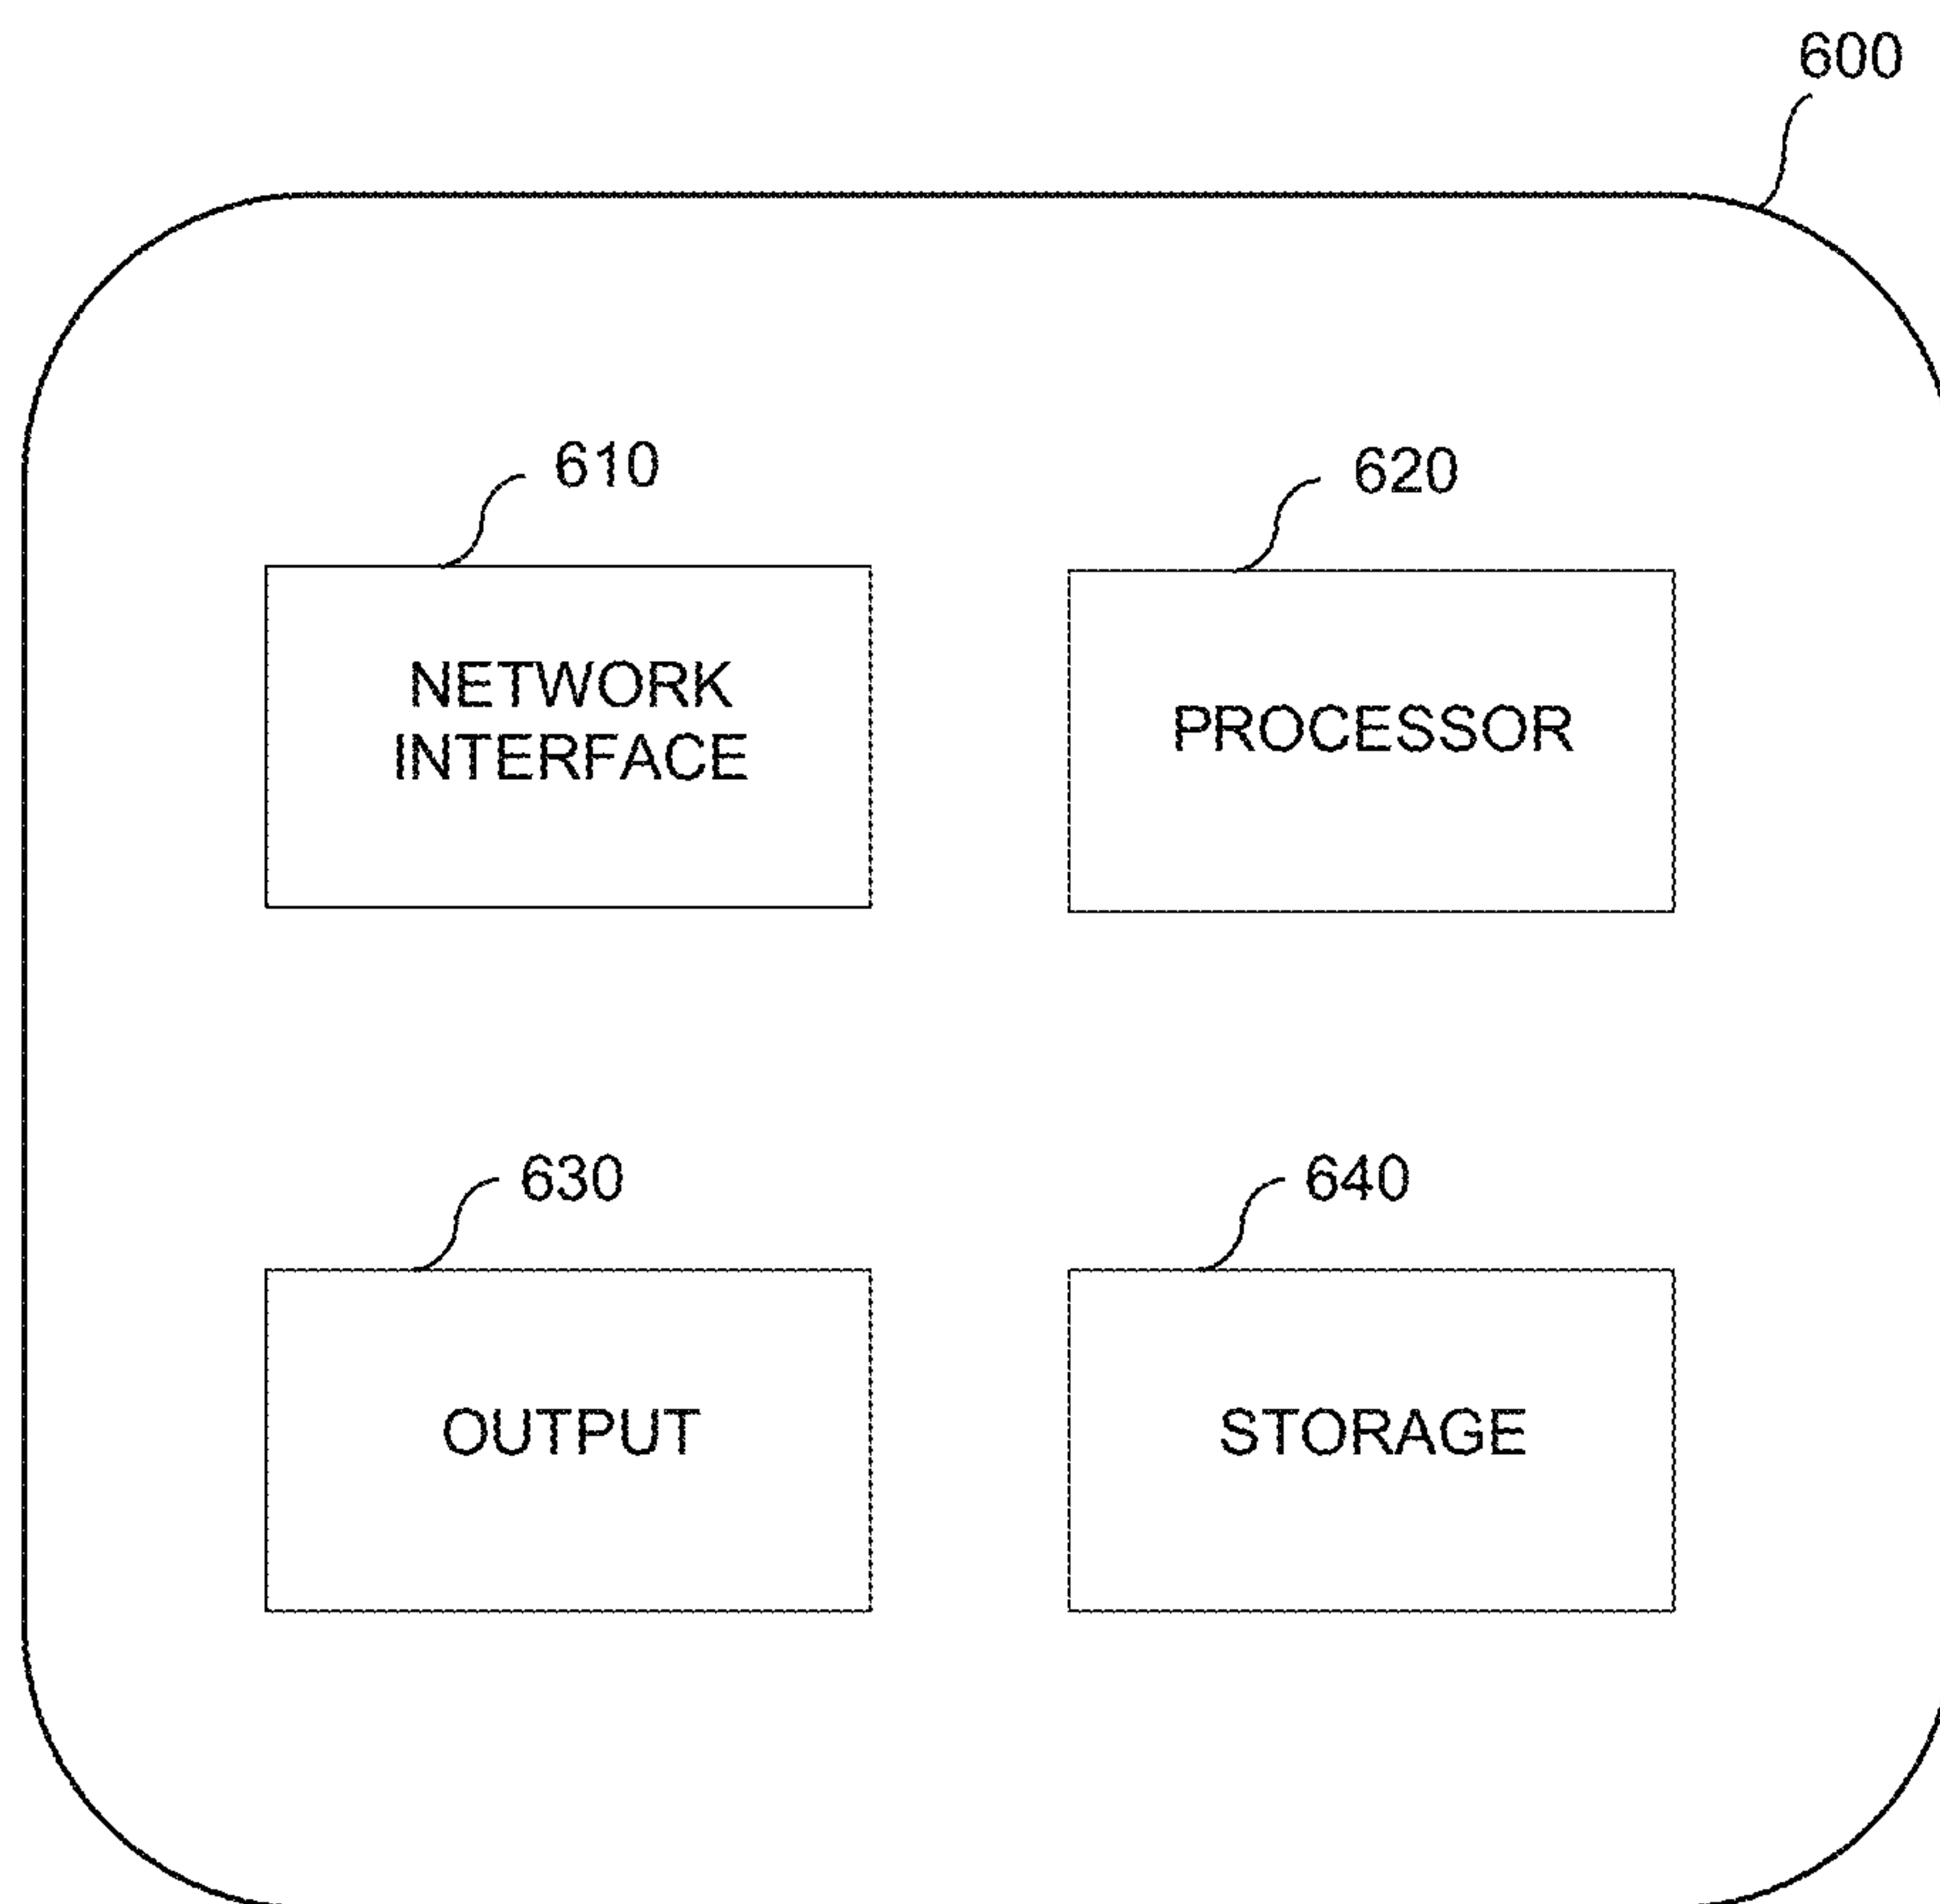 600
610
620
NETWORK
INTERFACE
PROCESSOR
630
640
OUTPUT
STORAGE